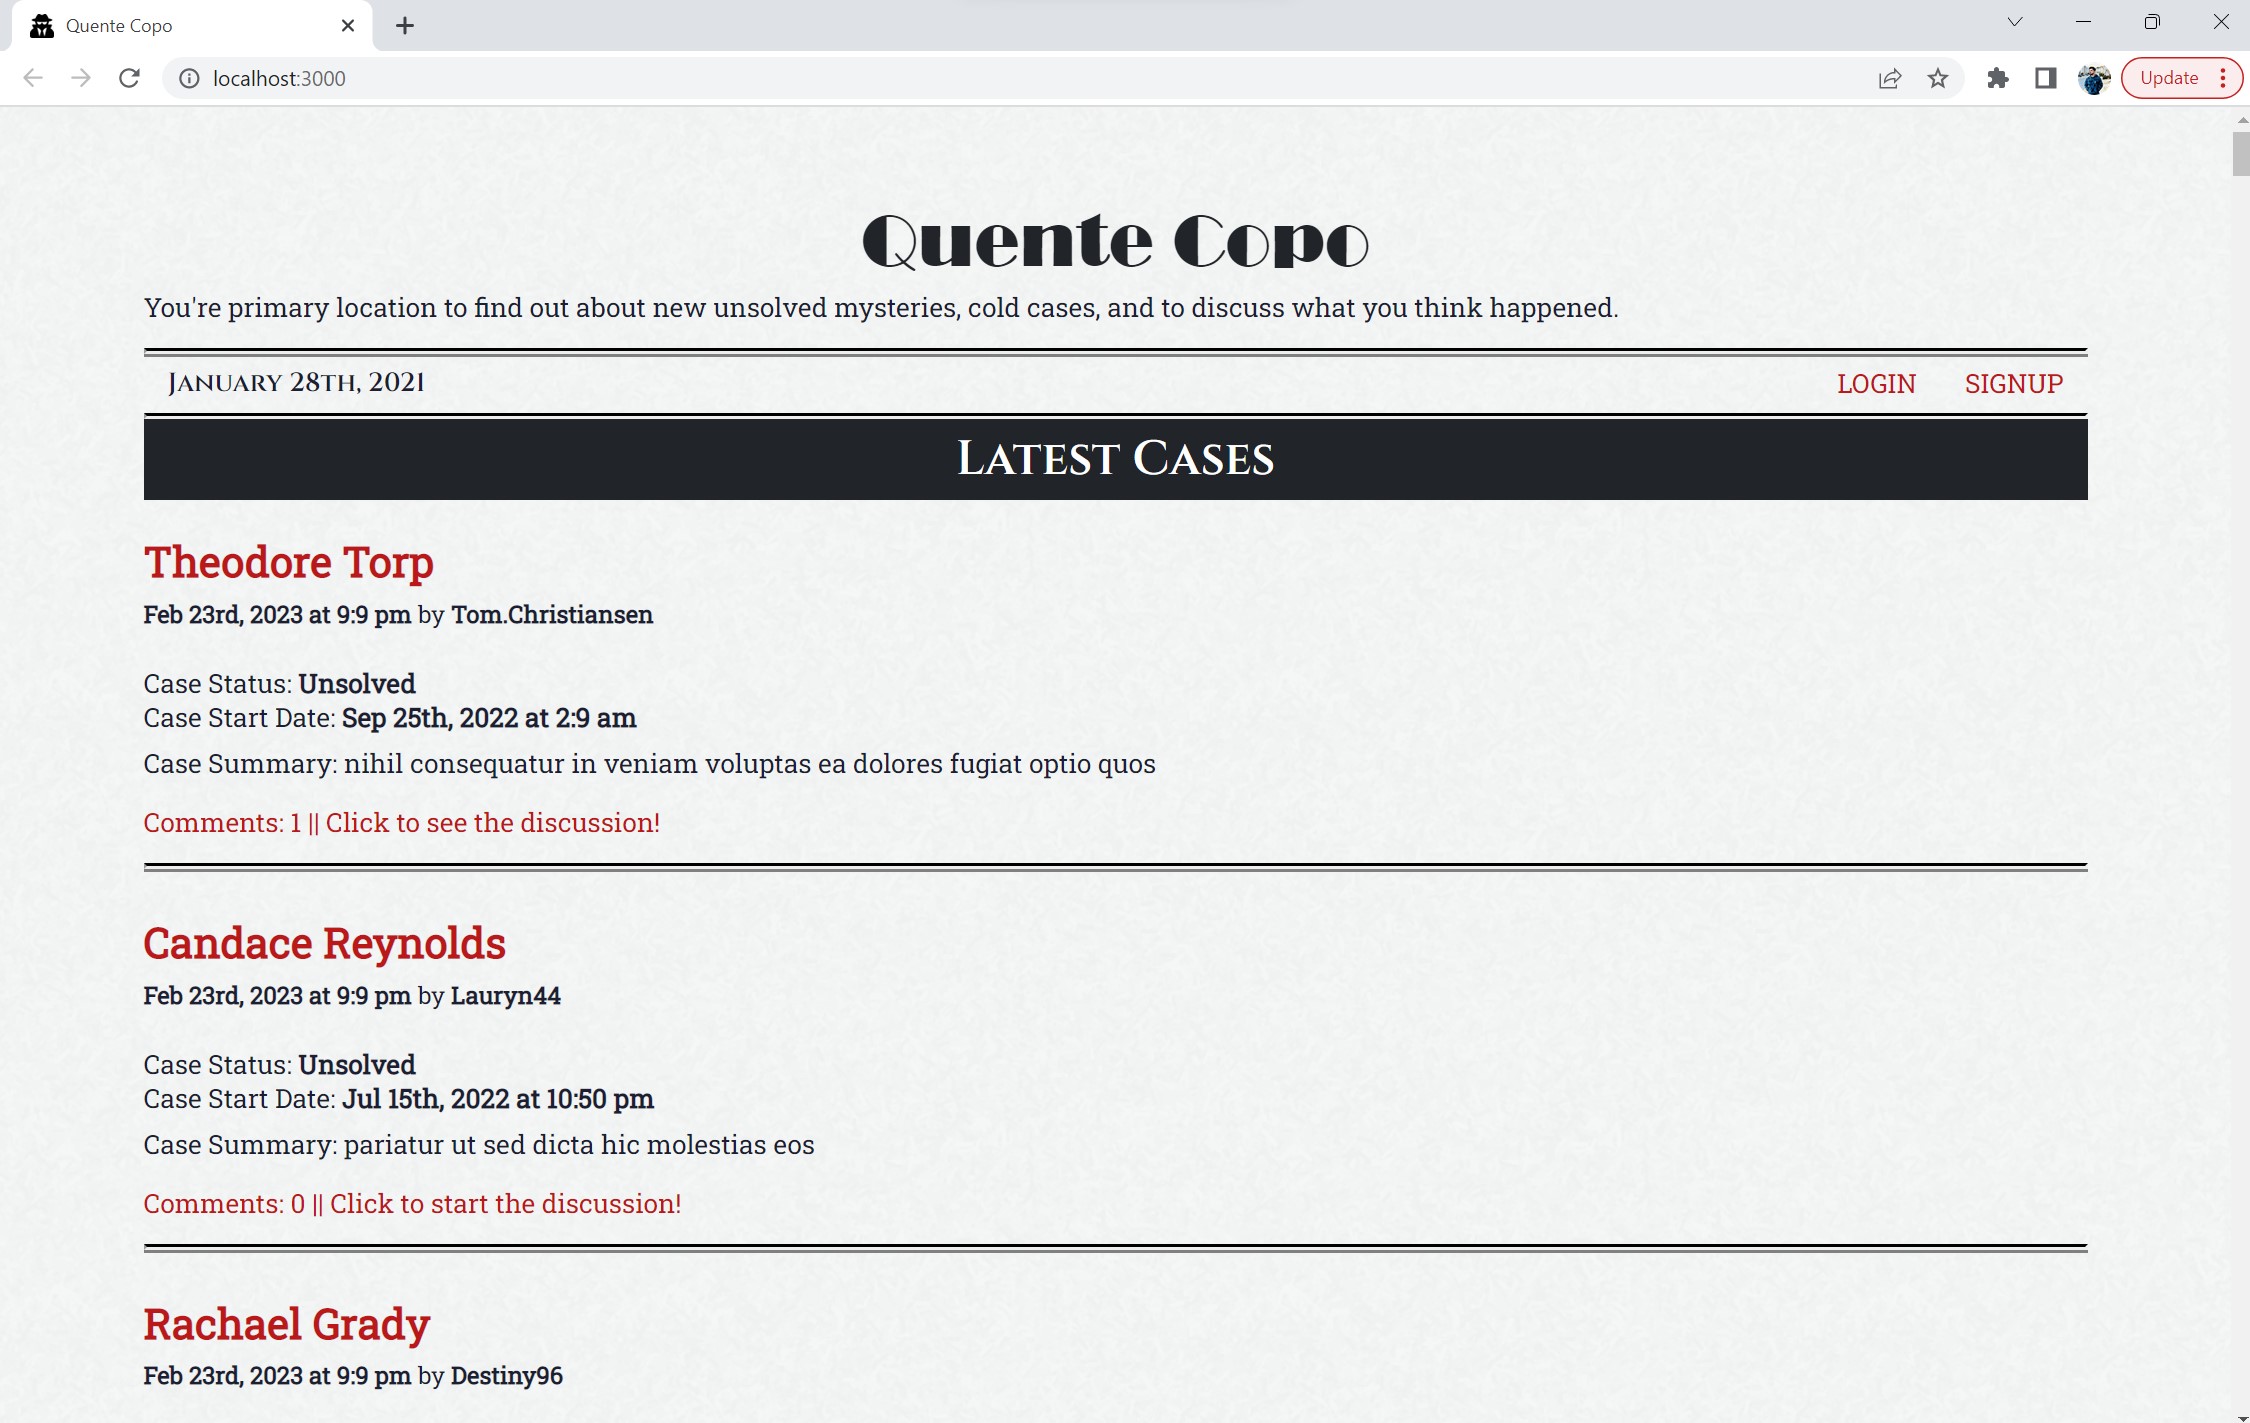 Quente Copo
localhost:3000
Update
Quente Copo
You're primary location to find out about new unsolved mysteries, cold cases, and to discuss what you think happened.
January 28th, 2021
LOGIN SIGNUP
Latest Cases
Theodore Torp
Feb 23rd, 2023 at 9:9 pm by Tom.Christiansen
Case Status: Unsolved
Case Start Date: Sep 25th, 2022 at 2:9 am
Case Summary: nihil consequatur in veniam voluptas ea dolores fugiat optio quos
Comments: 1 || Click to see the discussion!
Candace Reynolds
Feb 23rd, 2023 at 9:9 pm by Lauryn44
Case Status: Unsolved
Case Start Date: Jul 15th, 2022 at 10:50 pm
Case Summary: pariatur ut sed dicta hic molestias eos
Comments: 0 || Click to start the discussion!
Rachael Grady
Feb 23rd, 2023 at 9:9 pm by Destiny96